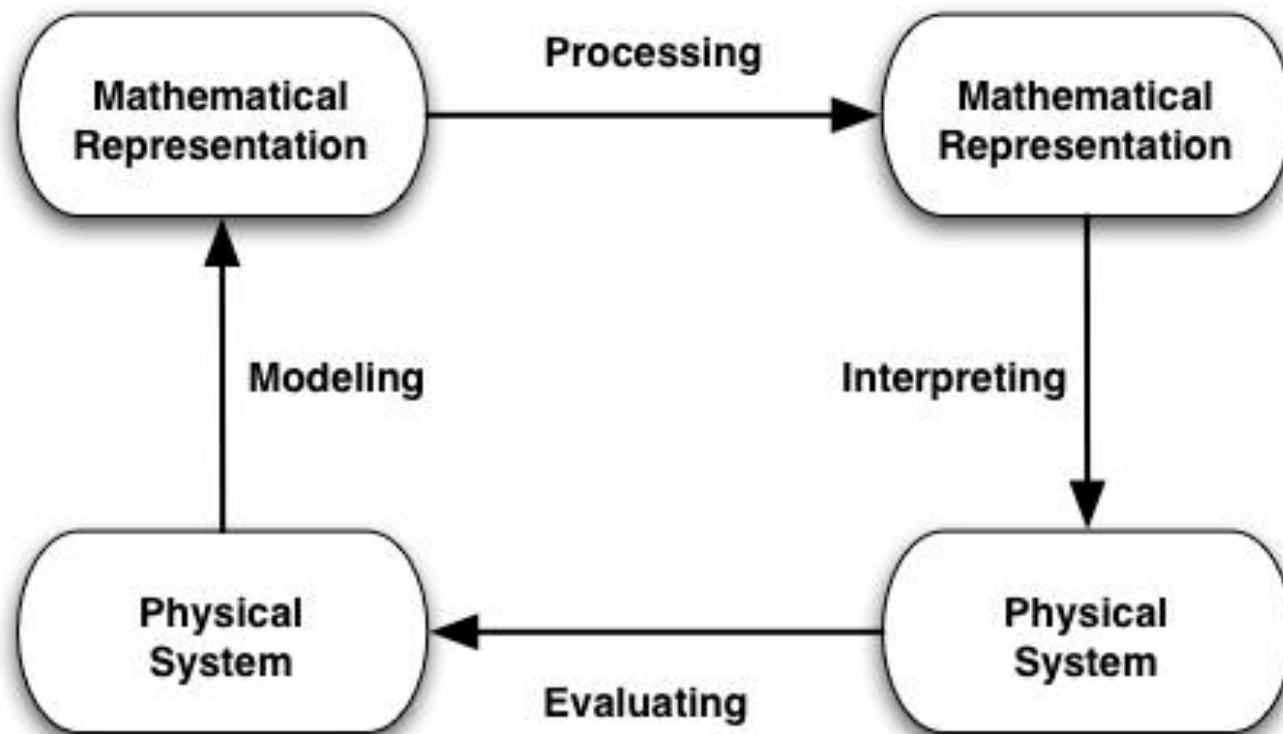 Processing
Mathematical
Representation
Mathematical
Representation
Modeling
Interpreting
Physical
System
Physical
System
Evaluating